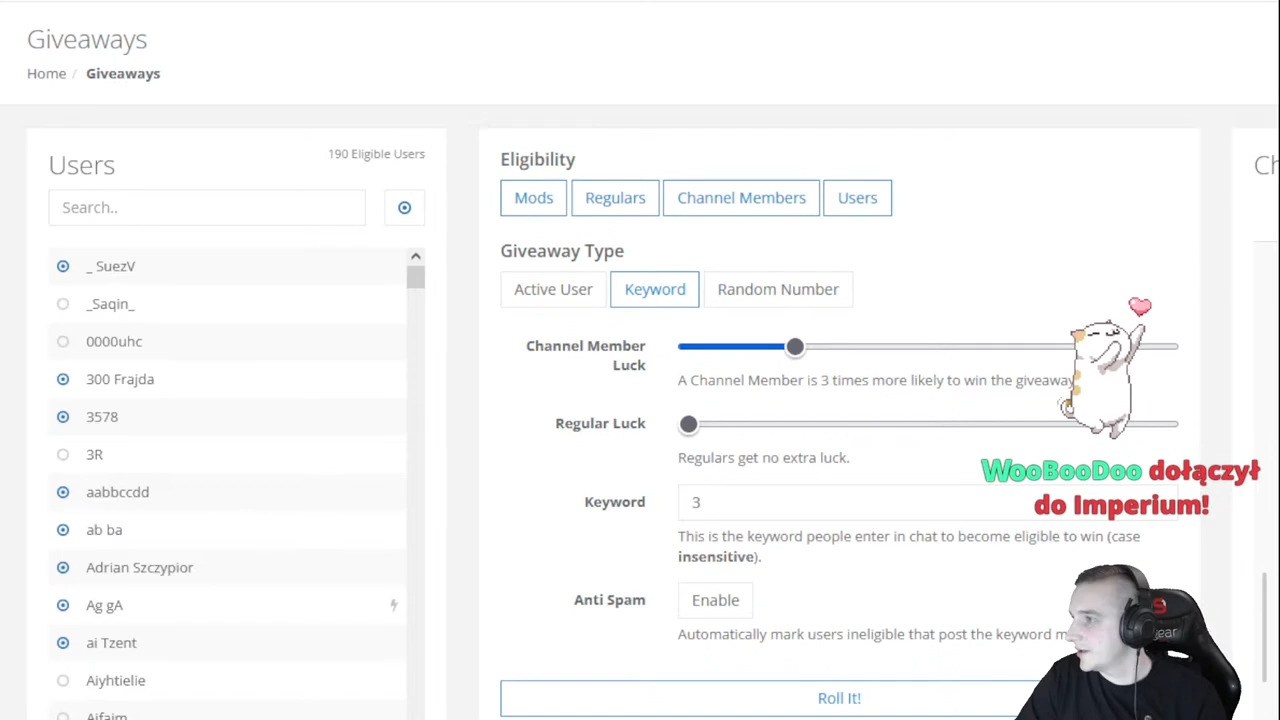 Giveaways
Home / Giveaways
Users
190 Eligible Users
Search..
_ SuezV
_Saqin_
0000uhc
300 Frajda
3578
3R
aabbccdd
ab ba
Adrian Szczypior
Ag gA
ai Tzent
Aiyhtielie
Eligibility
Mods
Regulars
Channel Members
Users
Giveaway Type
Active User
Keyword
Random Number
Channel Member
Luck
A Channel Member is 3 times more likely to win the giveaway
Regular Luck
Regulars get no extra luck.
Keyword
3
This is the keyword people enter in chat to become eligible to win (case
insensitive).
Anti Spam
Enable
Automatically mark users ineligible that post the keyword
Roll It!
WooBooDoo dołączył
do Imperium!